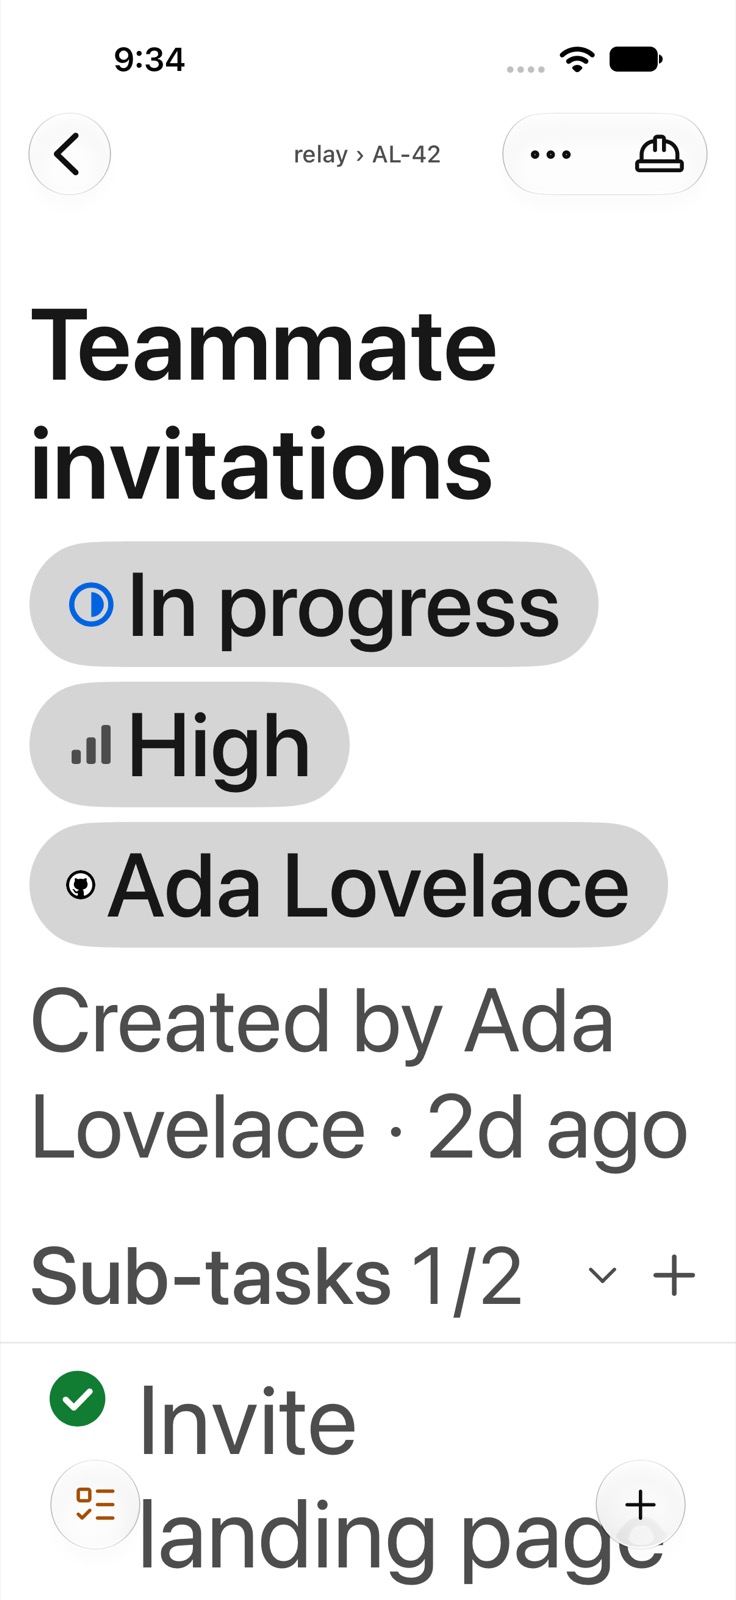 9:34
relay › AL-42
Teammate
invitations
In progress
High
Ada Lovelace
Created by Ada
Lovelace · 2d ago
Sub-tasks 1/2
Invite
landing page